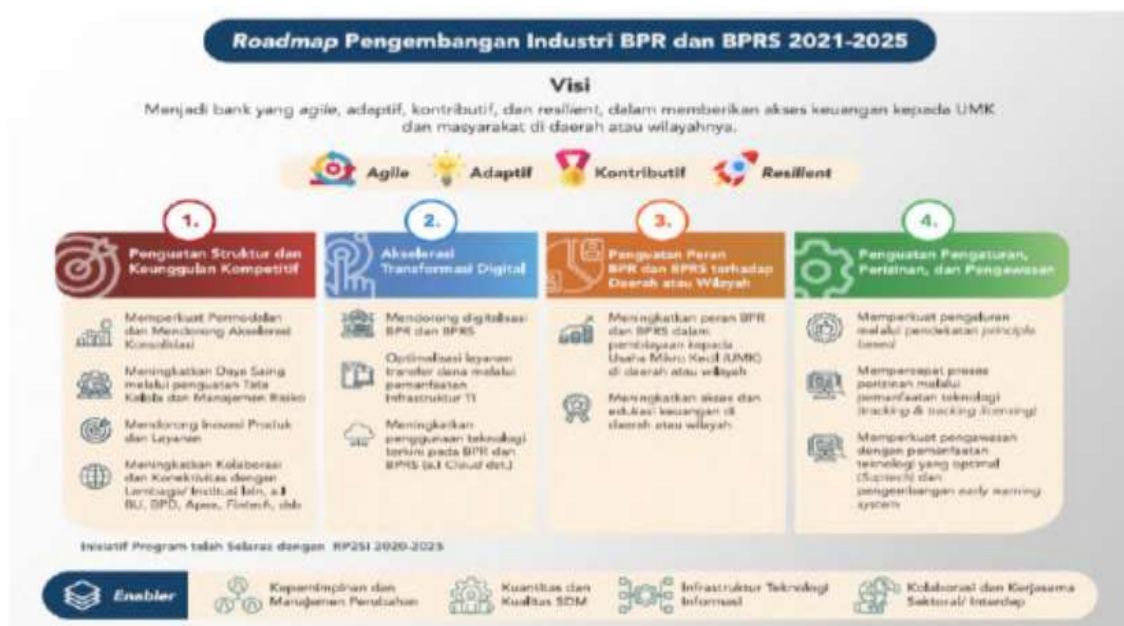 Roadmap Pengembangan Industri BPR dan BPRS 2021-2025
Visi
Menjadi bank yang agile, adaptif, kontributif, dan resilient, dalam memberikan akses keuangan kepada UMK
dan masyarakat di daerah atau wilayahnya.
Agile
Adaptif
Kontributif
Resilient
1.
Penguatan Struktur dan
Keunggulan Kompetitif
Memperkuat Permodalan
dan Mendorong Akselerasi
Konsolidasi
Meningkatkan Daya Saing
melalui penguatan Tata
Kelola dan Manajemen Risiko
Mendorong Inovasi Produk
dan Layanan
Meningkatkan Kolaborasi
dan Konektivitas dengan
Lembaga/ Institusi lain, a.l
BU, BPD, Apex, Fintech, dsb
2.
Akselerasi
Transformasi Digital
Mendorong digitalisasi
BPR dan BPRS
Optimalisasi layanan
transfer dana melalui
pemanfaatan
Infrastruktur TI
Meningkatkan
penggunaan teknologi
terkini pada BPR dan
BPRS (a.l Cloud det.)
3.
Penguatan Peran
BPR dan BPRS terhadap
Daerah atau Wilayah
Meningkatkan peran BPR
dan BPRS dalam
pembiayaan kepada
Usaha Mikro Kecil (UMK)
di daerah atau wilayah
Meningkatkan akses dan
edukasi keuangan di
daerah atau wilayah
4.
Penguatan Pengaturan,
Perizinan, dan Pengawasan
Memperkuat pengaturan
melalui pendekatan principle
based
Mempercepat proses
perizinan melalui
pemanfaatan teknologi
(tracking & tracking licensing)
Memperkuat pengawasan
dengan pemanfaatan
teknologi yang optimal
(Suptech) dan
pengembangan early warning
system
Inisiatif Program telah Selaras dengan RP2SI 2020-2025
Enabler
Kepemimpinan dan
Manajemen Perubahan
Kuantitas dan
Kualitas SDM
Infrastruktur Teknologi
Informasi
Kolaborasi dan Kerjasama
Sektoral/ Interdep